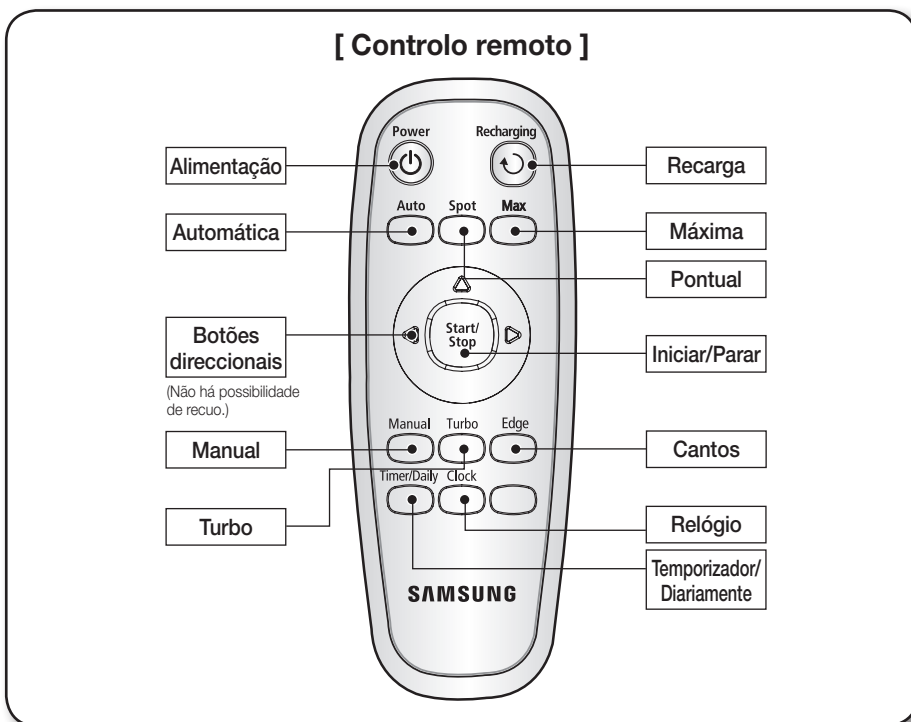 [ Controlo remoto ]
Power
Recharging
Alimentação
Recarga
Auto
Spot
Max
Automática
Máxima
Pontual
Botões
direccionais
(Não há possibilidade
de recuo.)
Start/
Stop
Iniciar/Parar
Manual
Turbo
Edge
Manual
Cantos
Timer/Daily
Clock
Turbo
Relógio
Temporizador/
Diariamente
SAMSUNG